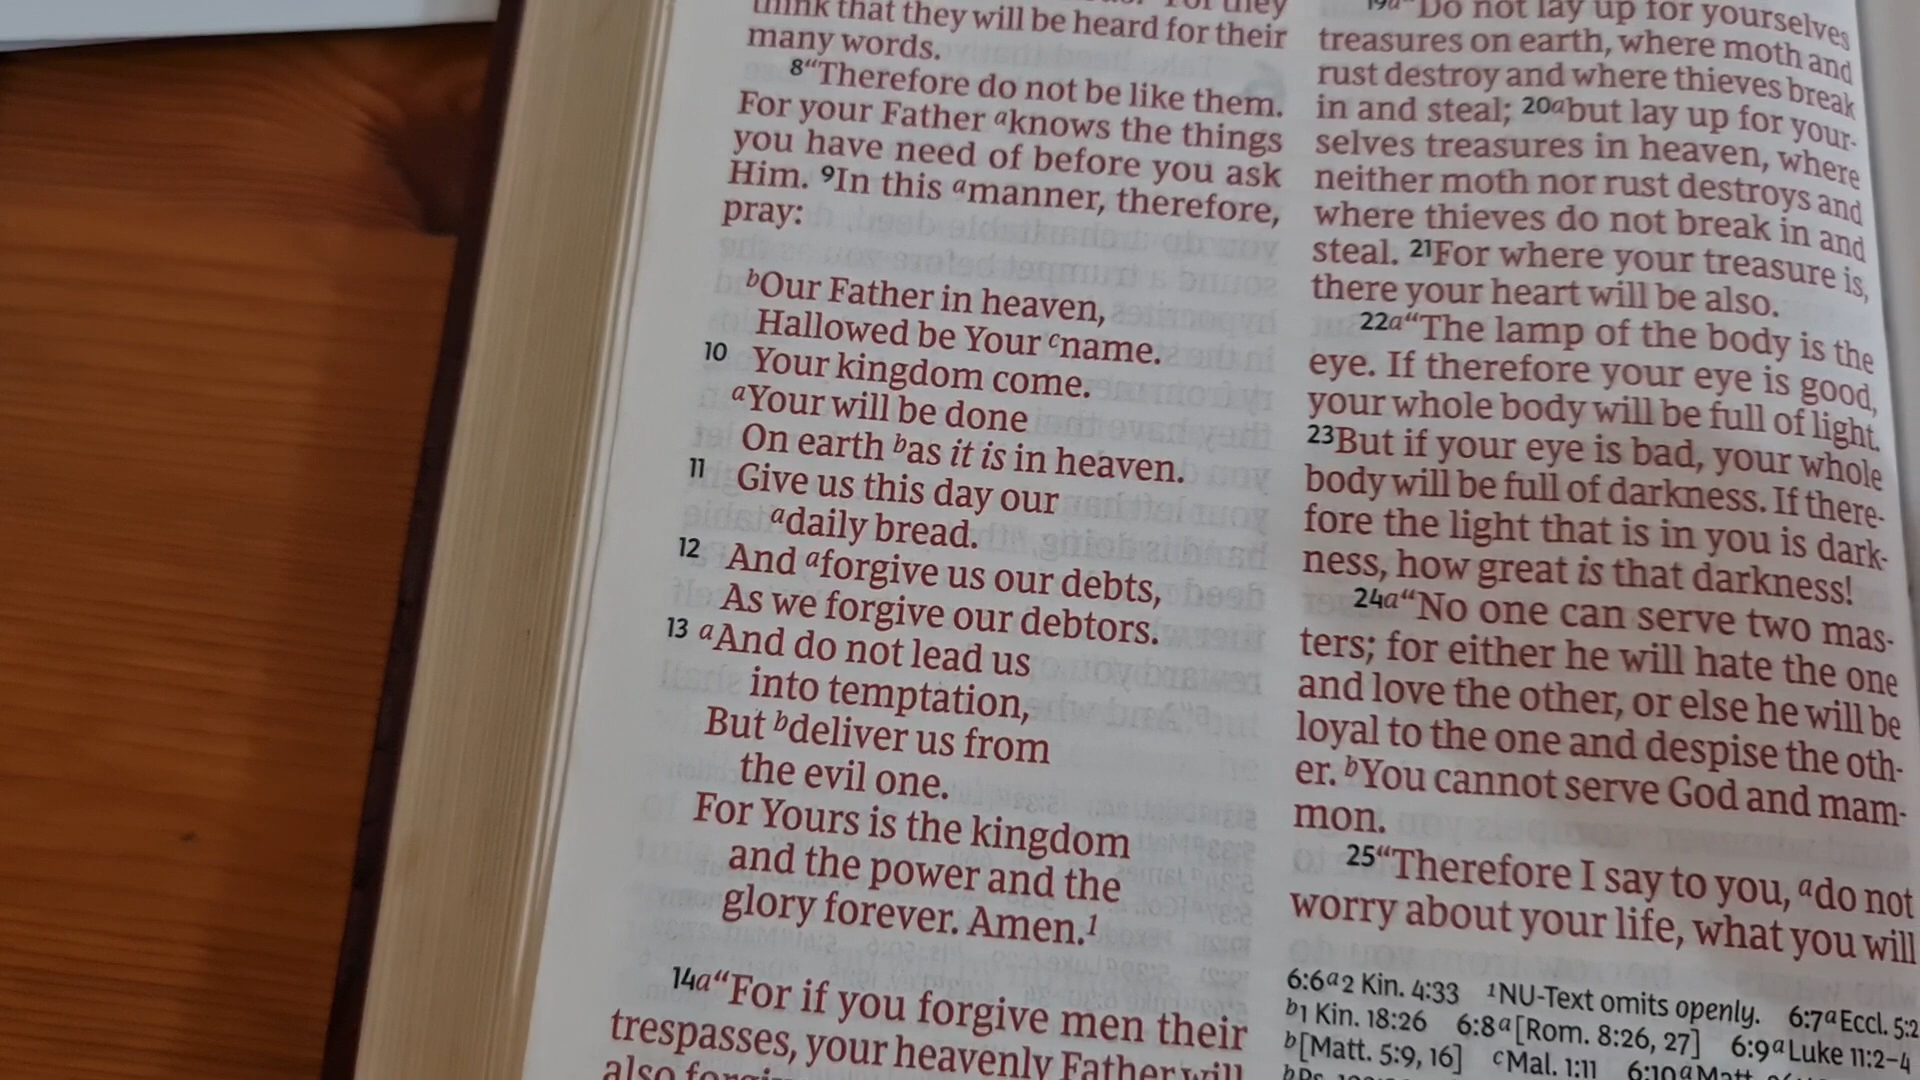 think that they will be heard for their
many words.
8“Therefore do not be like them.
For your Father aknows the things
you have need of before you ask
Him. 9In this amanner, therefore,
pray:
bOur Father in heaven,
Hallowed be Your cname.
10 Your kingdom come.
aYour will be done
On earth bas it is in heaven.
11 Give us this day our
adaily bread.
12 And aforgive us our debts,
As we forgive our debtors.
13 aAnd do not lead us
into temptation,
But bdeliver us from
the evil one.
For Yours is the kingdom
and the power and the
glory forever. Amen.1
14a“For if you forgive men their
trespasses, your heavenly Father will
also
19a“Do not lay up for yourselves
treasures on earth, where moth and
rust destroy and where thieves break
in and steal; 20abut lay up for your-
selves treasures in heaven, where
neither moth nor rust destroys and
where thieves do not break in and
steal. 21For where your treasure is,
there your heart will be also.
22a“The lamp of the body is the
eye. If therefore your eye is good,
your whole body will be full of light.
23But if your eye is bad, your whole
body will be full of darkness. If there-
fore the light that is in you is dark-
ness, how great is that darkness!
24a“No one can serve two mas-
ters; for either he will hate the one
and love the other, or else he will be
loyal to the one and despise the oth-
er. bYou cannot serve God and mam-
mon.
25“Therefore I say to you, ado not
worry about your life, what you will
6:6a2 Kin. 4:33 1NU-Text omits openly. 6:7aEccl. 5:2
b1 Kin. 18:26 6:8a[Rom. 8:26, 27] 6:9aLuke 11:2–4
b[Matt. 5:9, 16] cMal. 1:11 6:10aMatt.